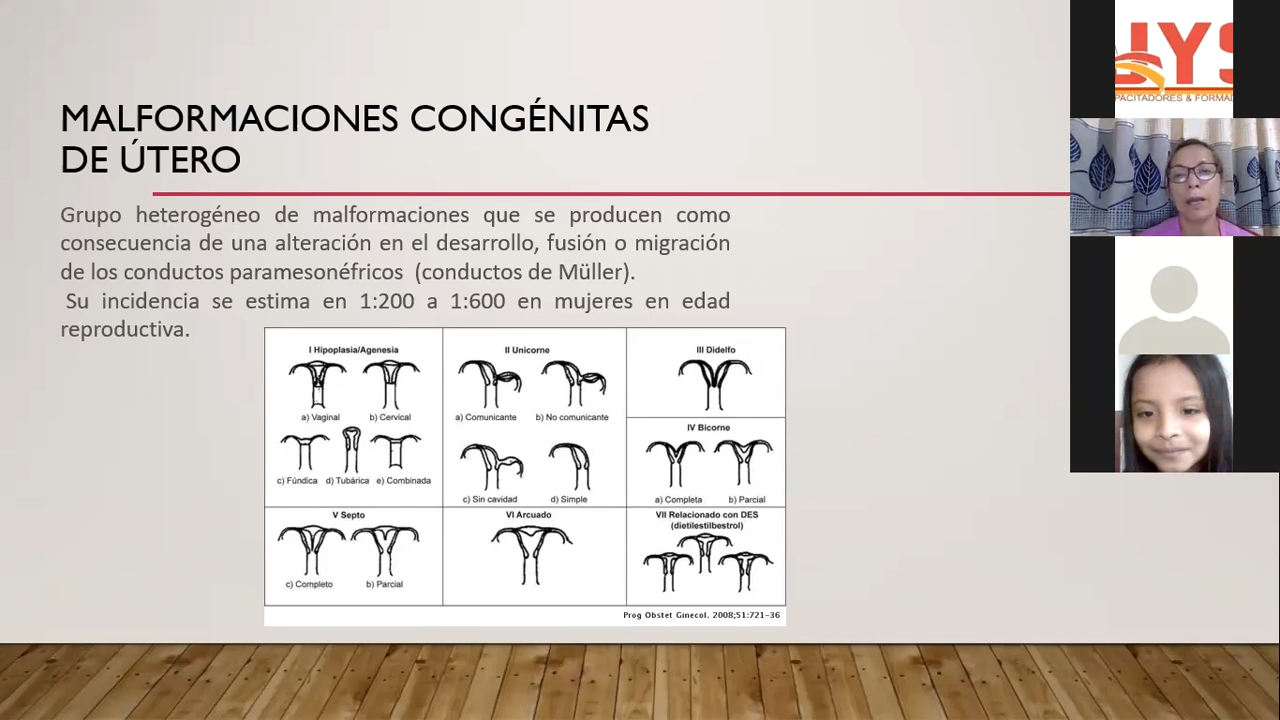 MALFORMACIONES CONGÉNITAS
DE ÚTERO
Grupo heterogéneo de malformaciones que se producen como
consecuencia de una alteración en el desarrollo, fusión o migración
de los conductos paramesonéfricos (conductos de Müller).
Su incidencia se estima en 1:200 a 1:600 en mujeres en edad
reproductiva.
I Hipoplasia/Agenesia
a) Vaginal
b) Cervical
c) Fúndica
d) Tubárica
e) Combinada
II Unicorne
a) Comunicante
b) No comunicante
c) Sin cavidad
d) Simple
III Didelfo
IV Bicorne
a) Completa
b) Parcial
V Septo
c) Completo
b) Parcial
VI Arcuado
VII Relacionado con DES
(dietilestilbestrol)
Prog Obstet Ginecol. 2008;51:721-36
YS
PACITADORES & FORMAD